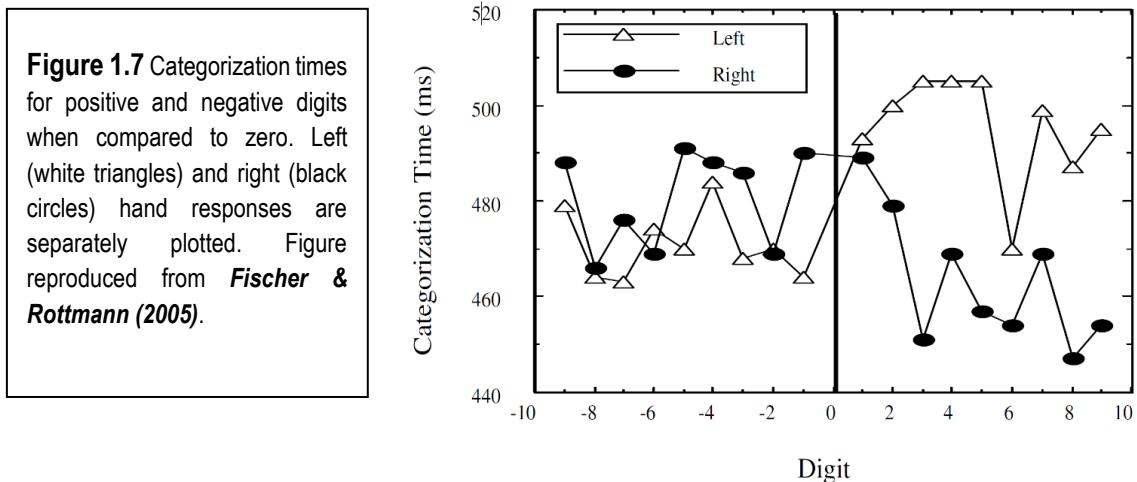 Figure 1.7 Categorization times
for positive and negative digits
when compared to zero. Left
(white triangles) and right (black
circles) hand responses are
separately plotted. Figure
reproduced from Fischer &
Rottmann (2005).
Categorization Time (ms)
520
500
480
460
440
Left
Right
-10 -8 -6 -4 -2 0 2 4 6 8 10
Digit